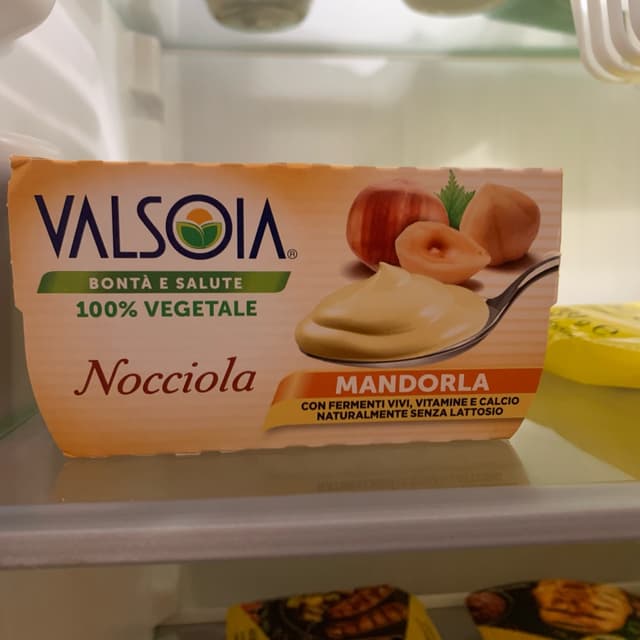 VALSOIA®
BONTÀ E SALUTE
100% VEGETALE
Nocciola
MANDORLA
CON FERMENTI VIVI, VITAMINE E CALCIO
NATURALMENTE SENZA LATTOSIO